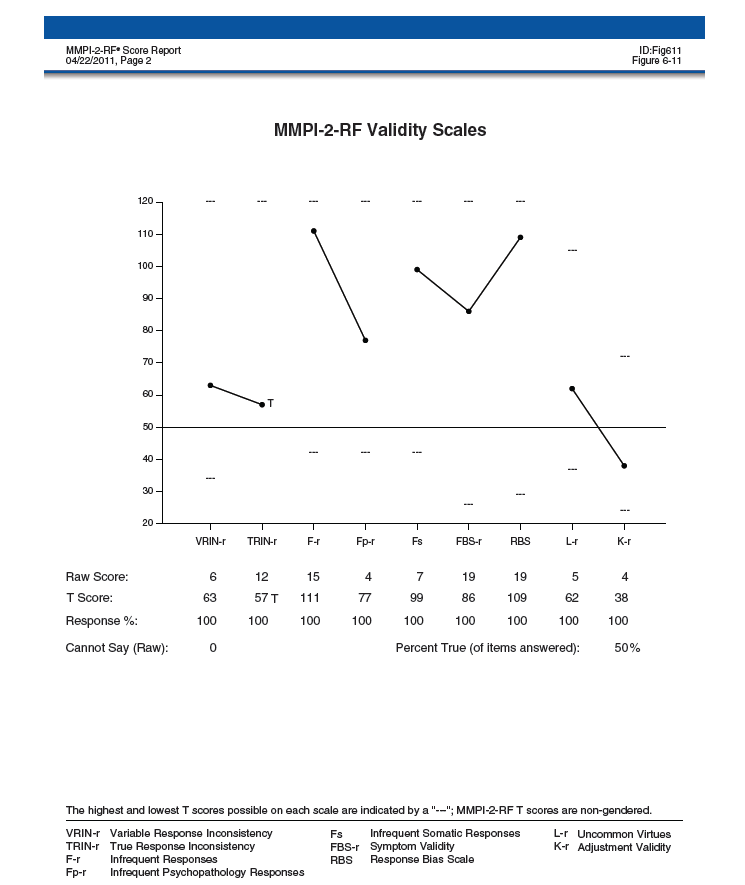 MMPI-2-RF® Score Report ID:Fig611
04/22/2011, Page 2 Figure 6-11
MMPI-2-RF Validity Scales
120 --- --- --- --- --- --- ---
110
---
100
90
80
---
70
60
T
50
--- --- ---
40
---
---
30
---
---
---
20
VRIN-r TRIN-r F-r Fp-r Fs FBS-r RBS L-r K-r
Raw Score: 6 12 15 4 7 19 19 5 4
T Score: 63 57 T 111 77 99 86 109 62 38
Response %: 100 100 100 100 100 100 100 100 100
Cannot Say (Raw): 0 Percent True (of items answered): 50%
The highest and lowest T scores possible on each scale are indicated by a "---"; MMPI-2-RF T scores are non-gendered.
VRIN-r Variable Response Inconsistency Fs Infrequent Somatic Responses L-r Uncommon Virtues
TRIN-r True Response Inconsistency FBS-r Symptom Validity K-r Adjustment Validity
F-r Infrequent Responses RBS Response Bias Scale
Fp-r Infrequent Psychopathology Responses